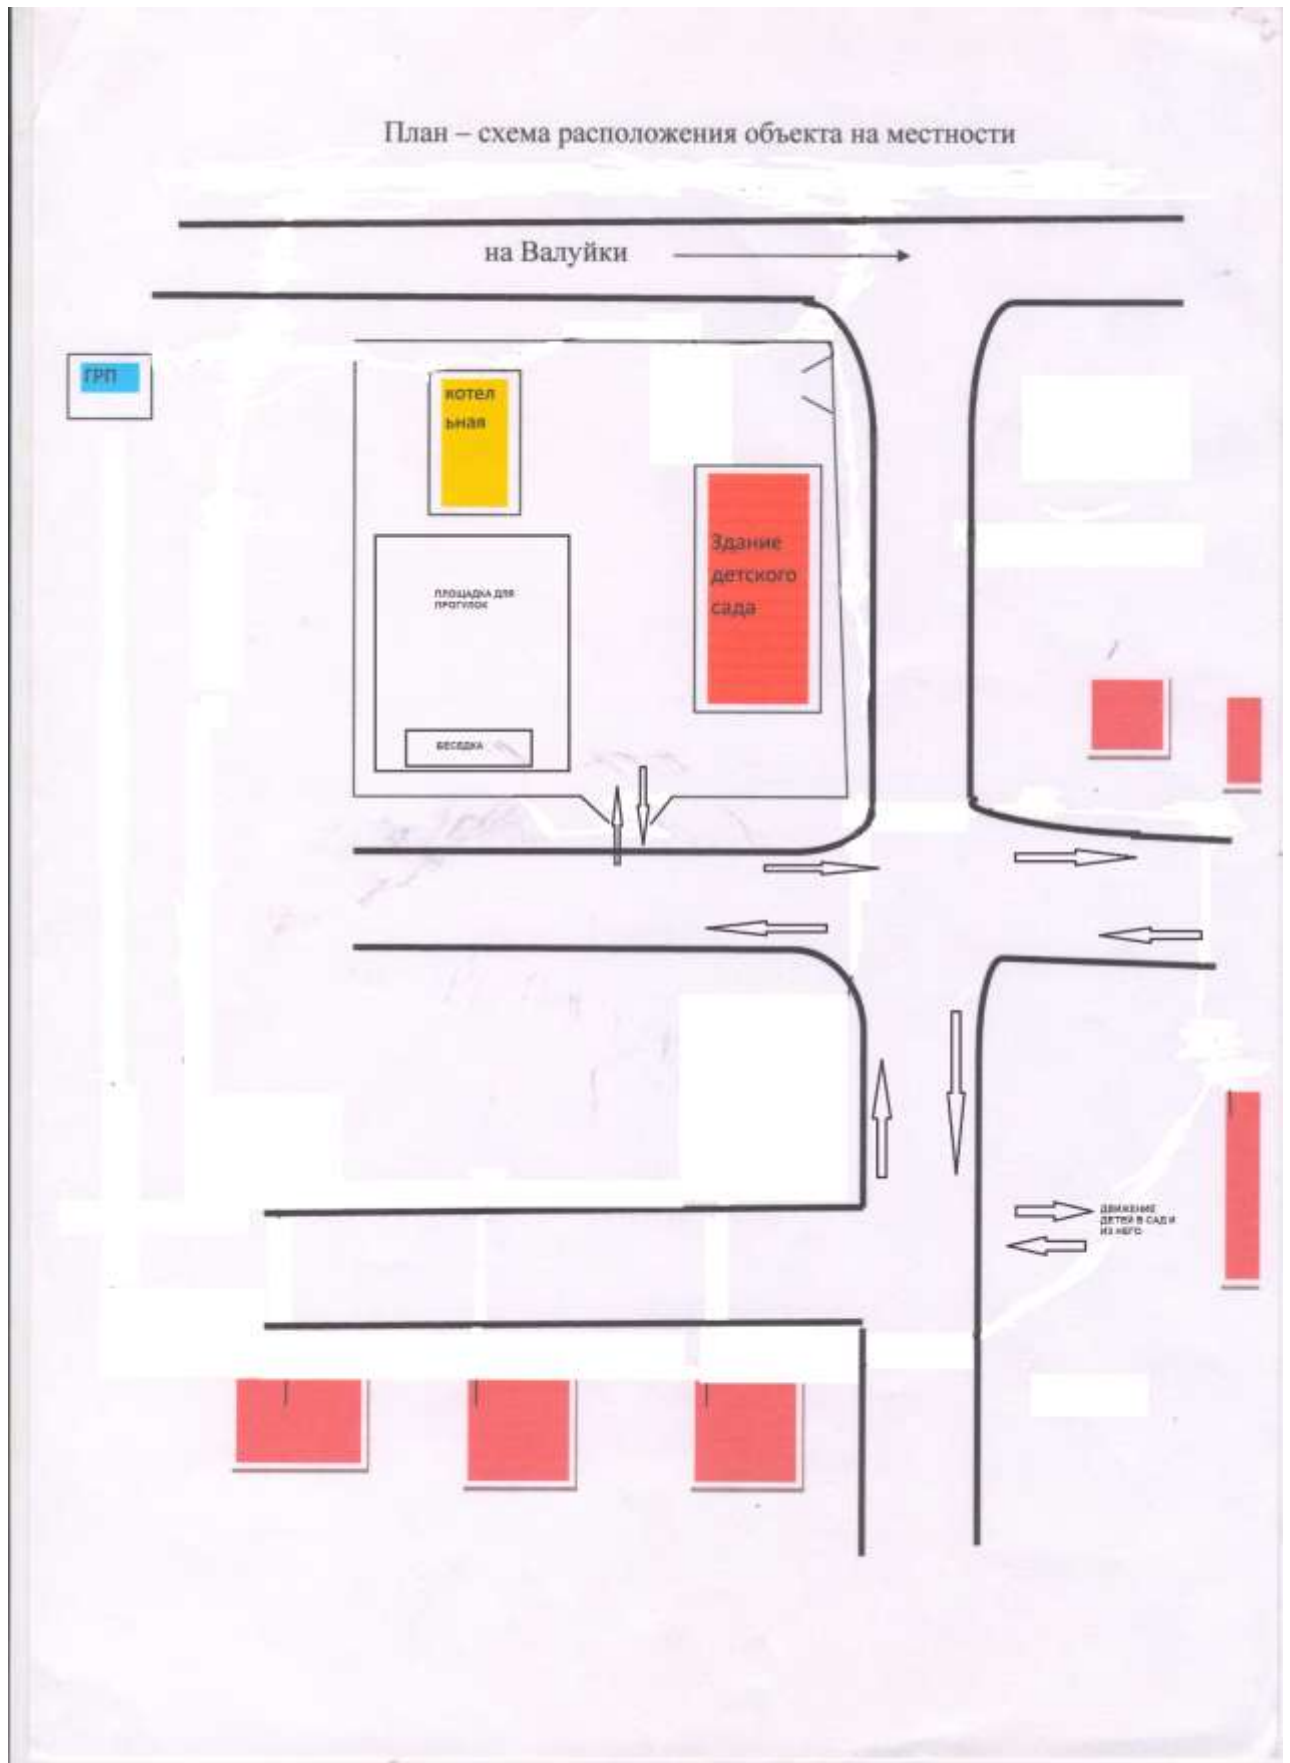 План – схема расположения объекта на местности
на Валуйки
ГРП
котел
ьная
Здание
детского
сада
ПЛОЩАДКА ДЛЯ
ПРОГУЛОК
БЕСЕДКА
ДВИЖЕНИЕ
ДЕТЕЙ В САД И
ИЗ НЕГО